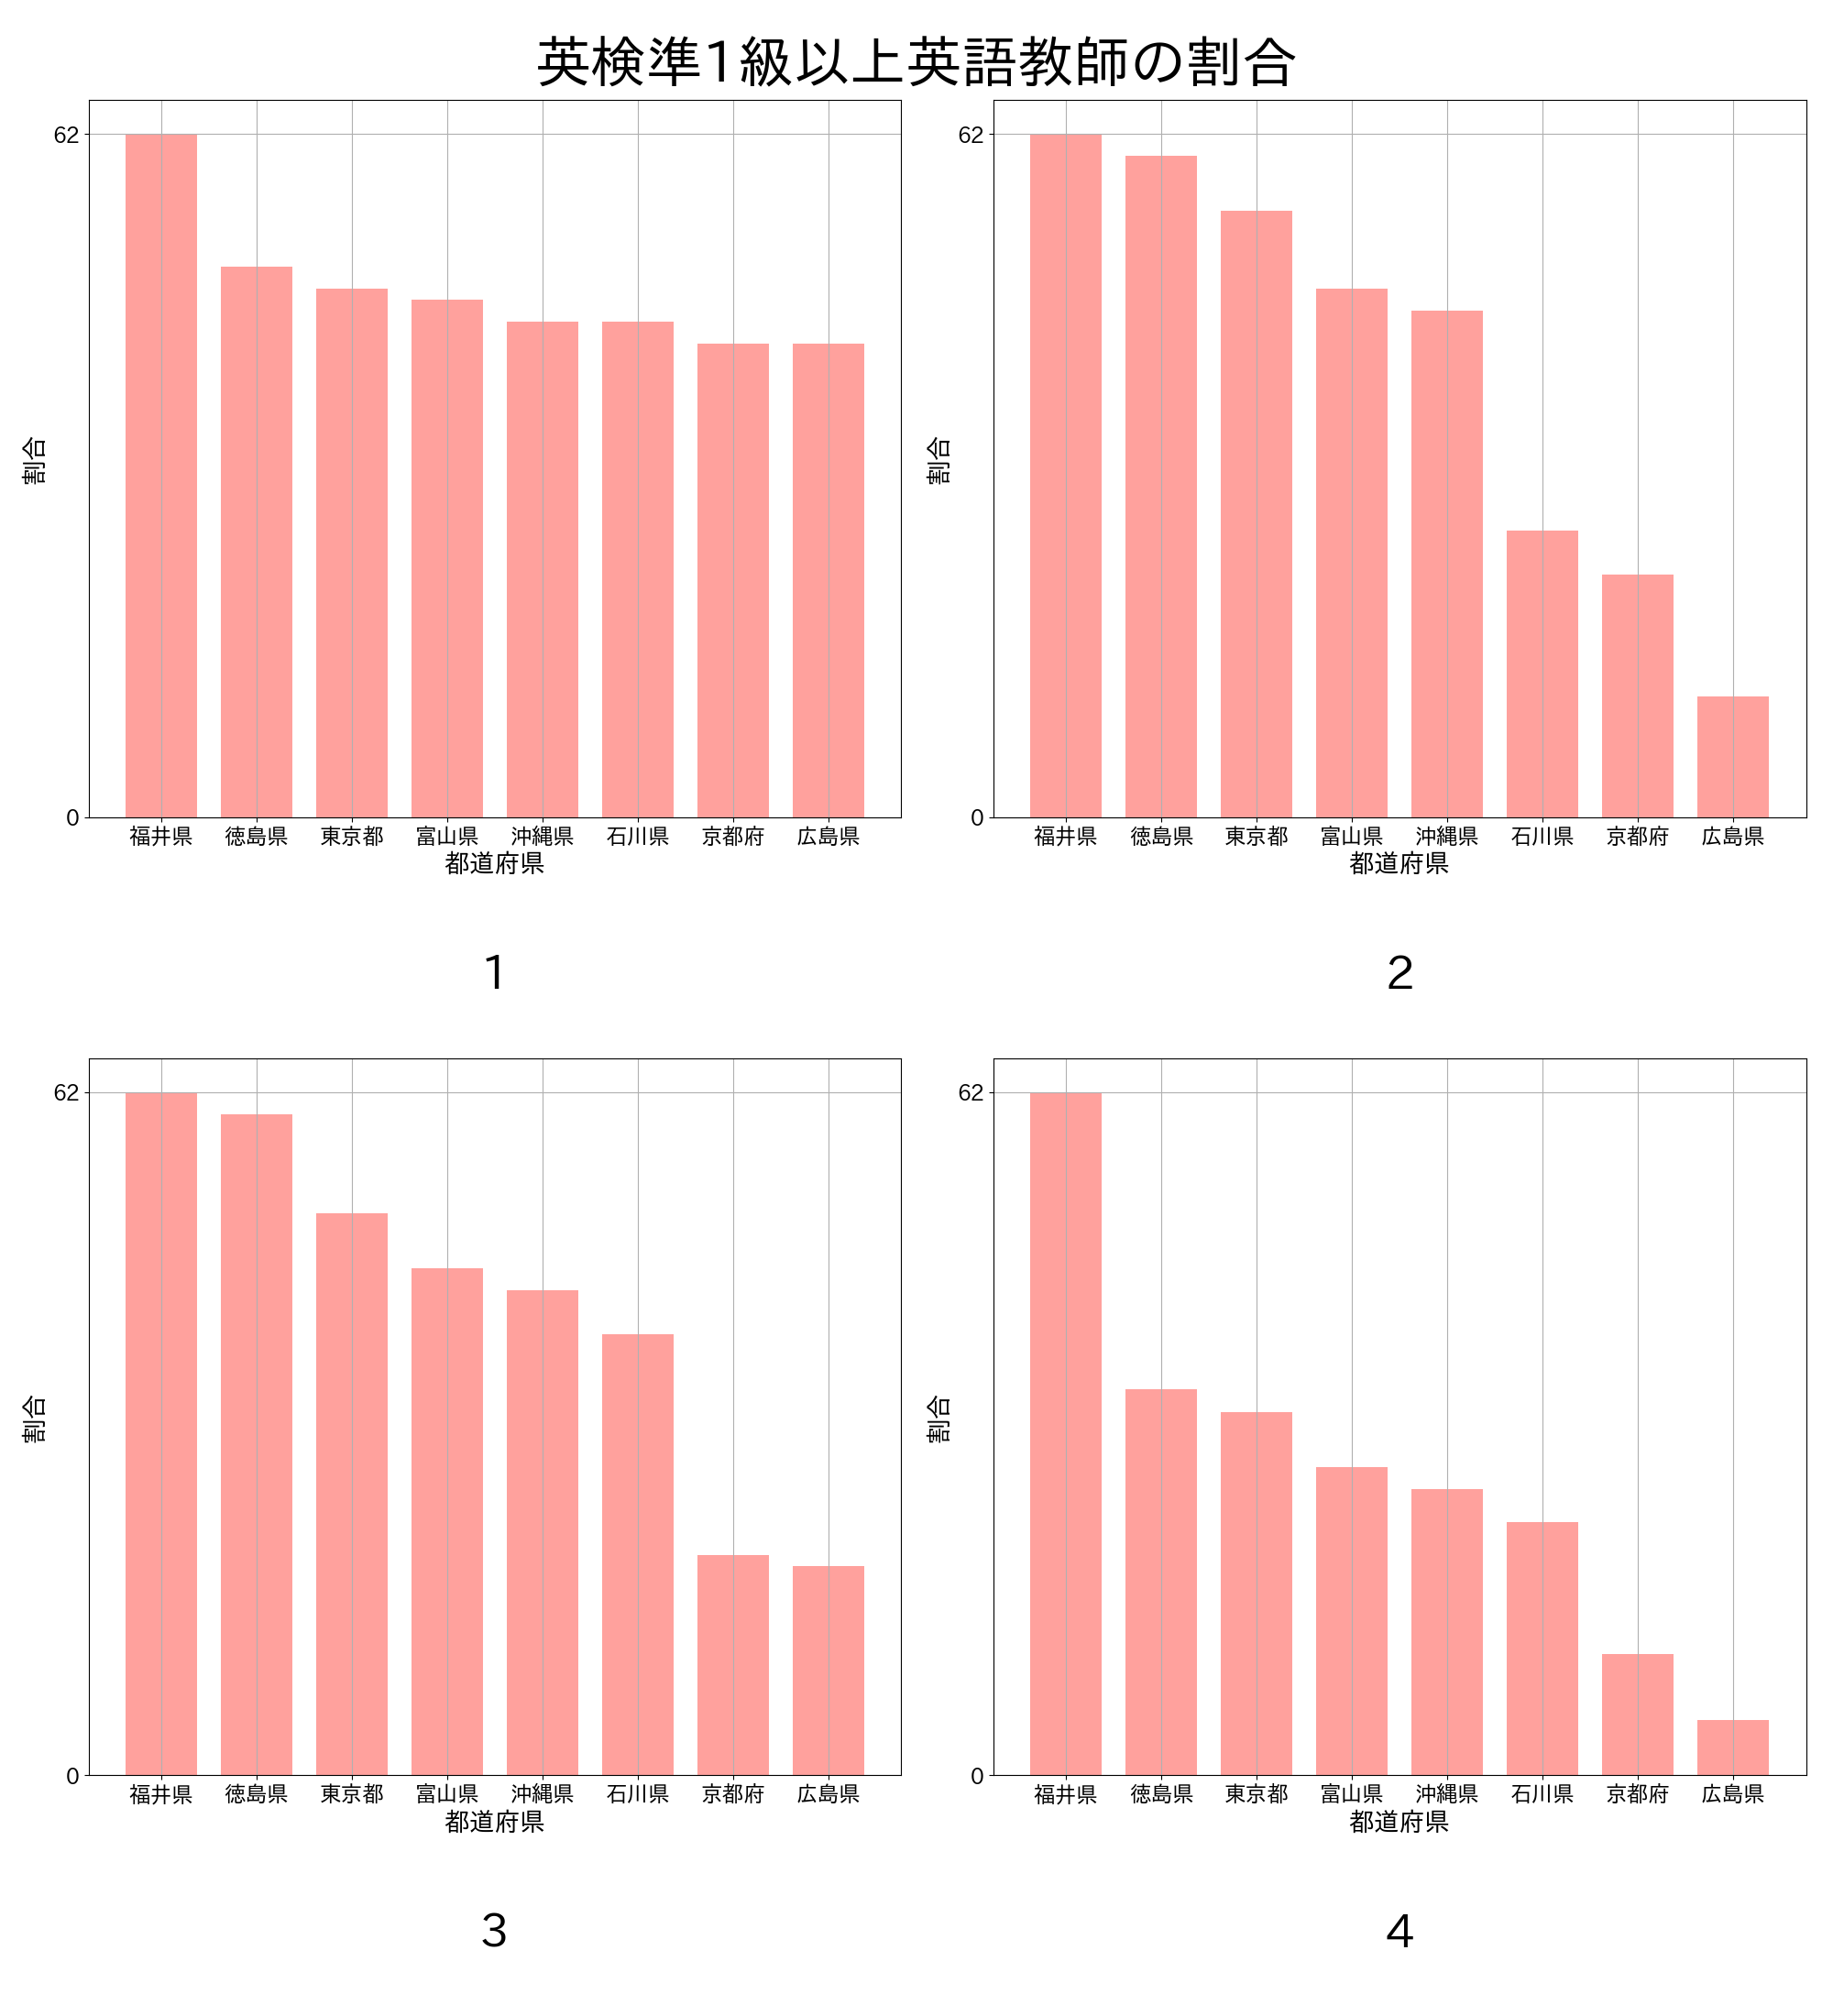 英検準1級以上英語教師の割合
62
0
割合
福井県 徳島県 東京都 富山県 沖縄県 石川県 京都府 広島県
都道府県
1
62
0
割合
福井県 徳島県 東京都 富山県 沖縄県 石川県 京都府 広島県
都道府県
2
62
0
割合
福井県 徳島県 東京都 富山県 沖縄県 石川県 京都府 広島県
都道府県
3
62
0
割合
福井県 徳島県 東京都 富山県 沖縄県 石川県 京都府 広島県
都道府県
4